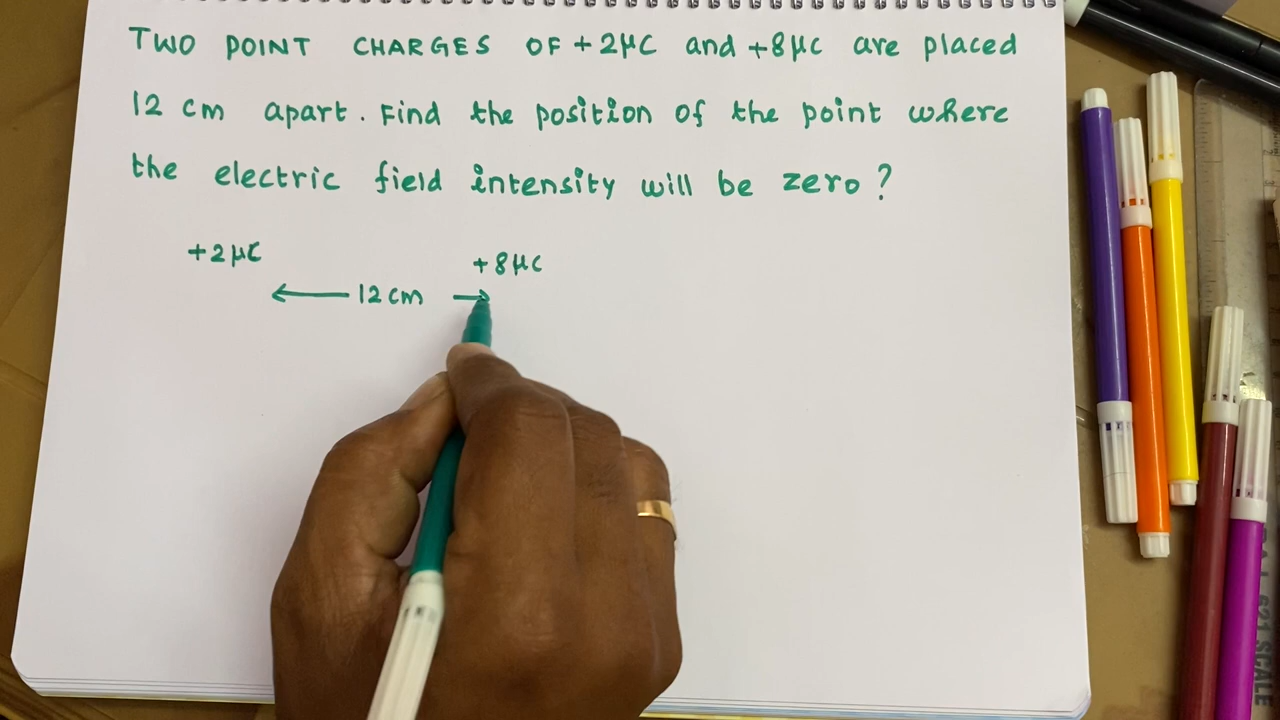 TWO POINT CHARGES OF +2μC and +8μc are placed
12 cm apart. Find the position of the point where
the electric field intensity will be zero?
+2μC
+8μC
12 cm